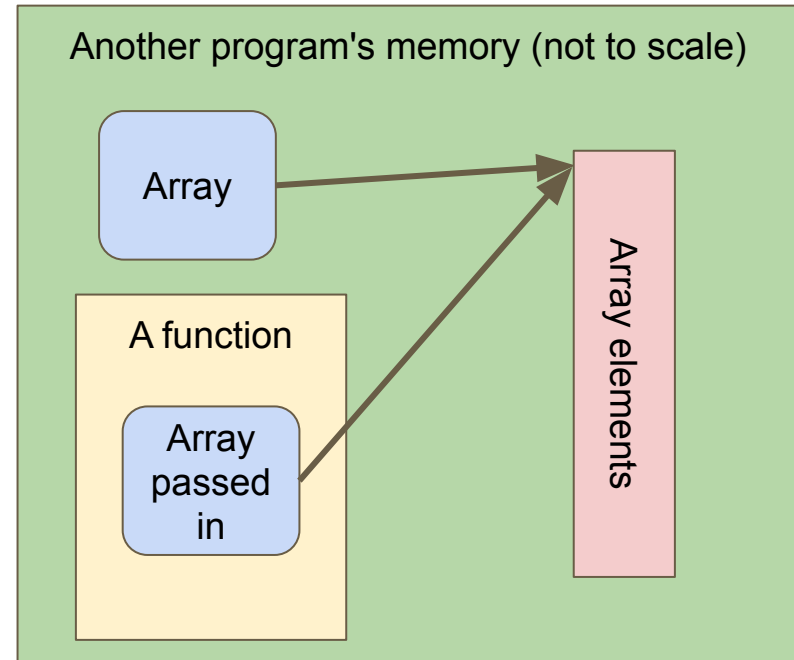 Another program's memory (not to scale)
Array
Array elements
A function
Array
passed
in